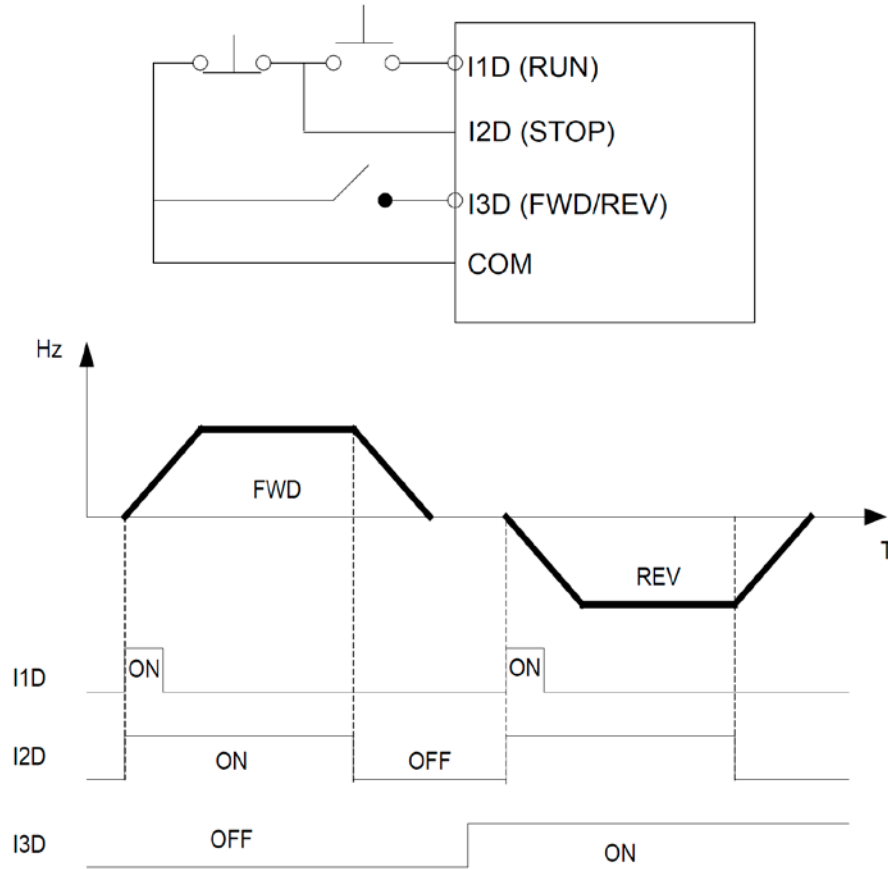 I1D (RUN)
I2D (STOP)
I3D (FWD/REV)
COM
Hz
FWD
T
REV
I1D
ON
ON
I2D
ON
OFF
I3D
OFF
ON